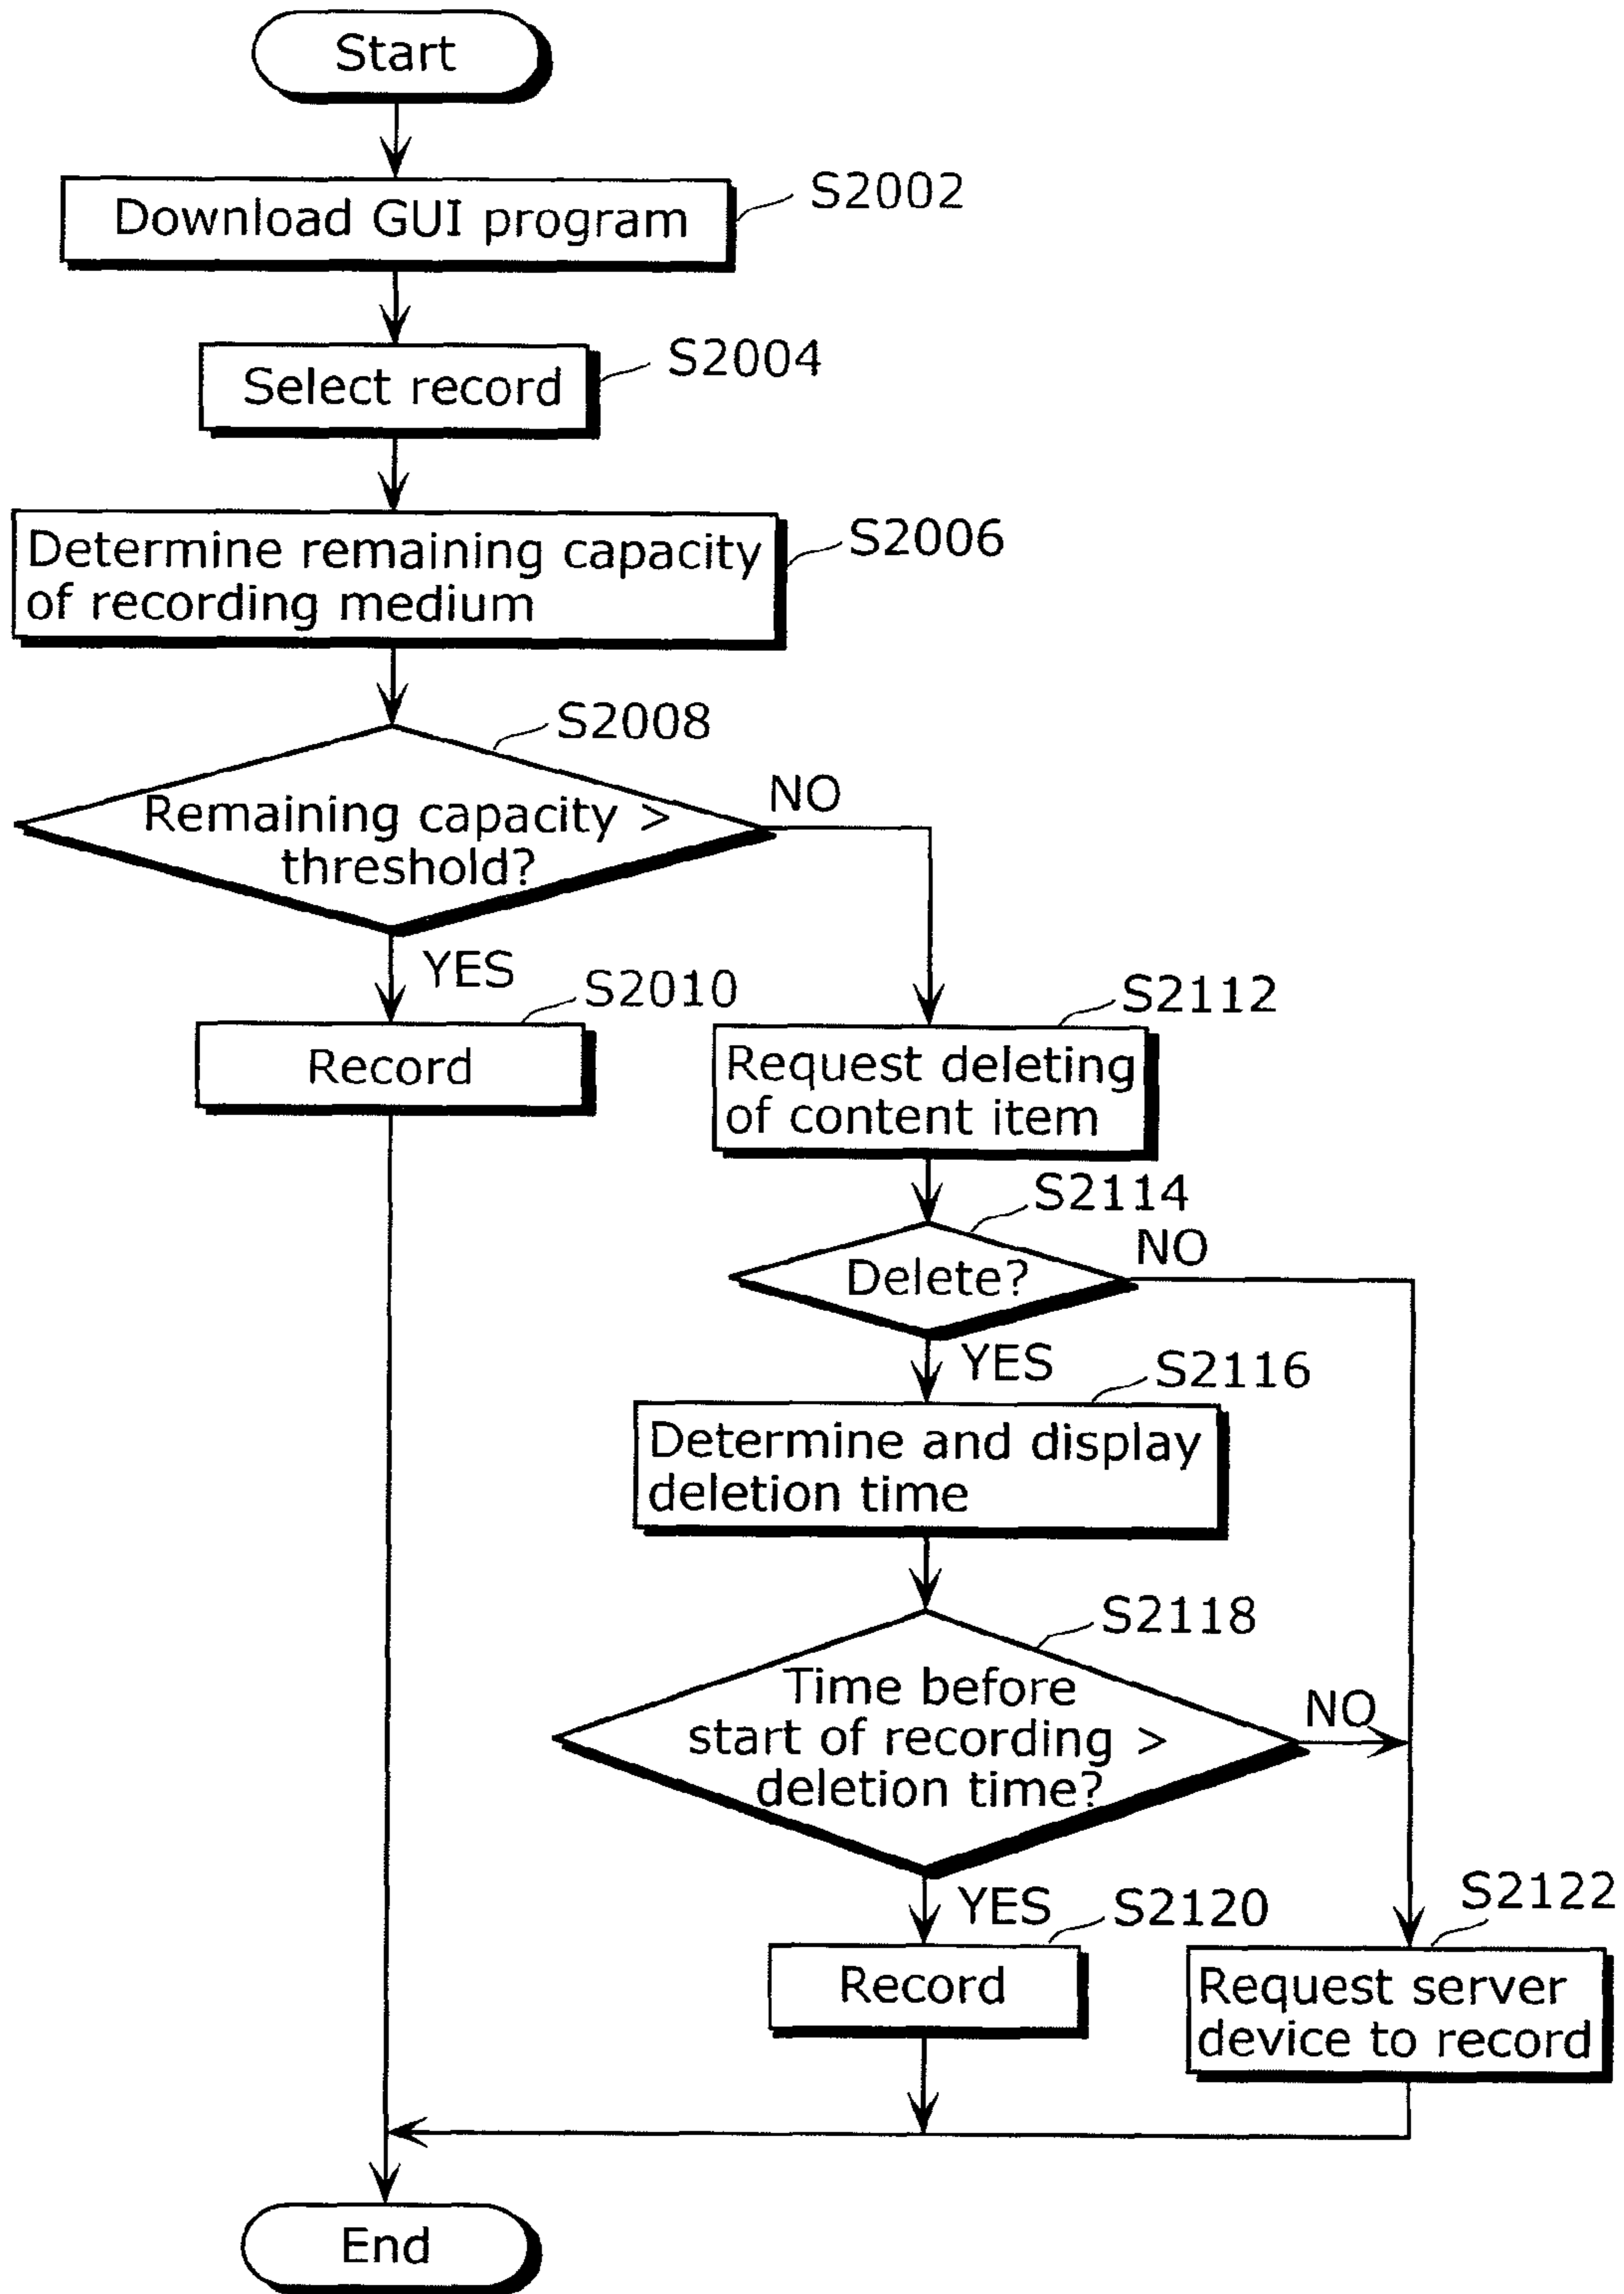 Start
S2002
Download GUI program
S2004
Select record
S2006
Determine remaining capacity
of recording medium
S2008
Remaining capacity >
threshold?
NO
YES
S2010
Record
S2112
Request deleting
of content item
S2114
Delete?
NO
YES
S2116
Determine and display
deletion time
S2118
Time before
start of recording >
deletion time?
NO
YES
S2120
Record
S2122
Request server
device to record
End